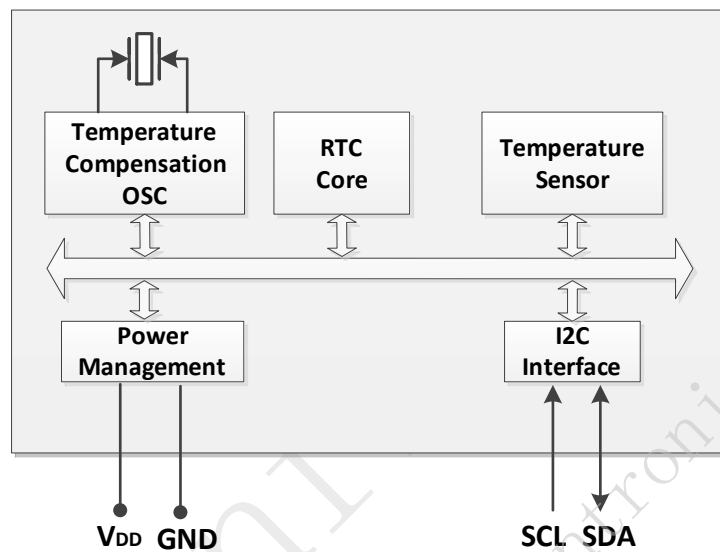 Temperature
Compensation
OSC
RTC
Core
Temperature
Sensor
Power
Management
I2C
Interface
VDD
GND
SCL
SDA